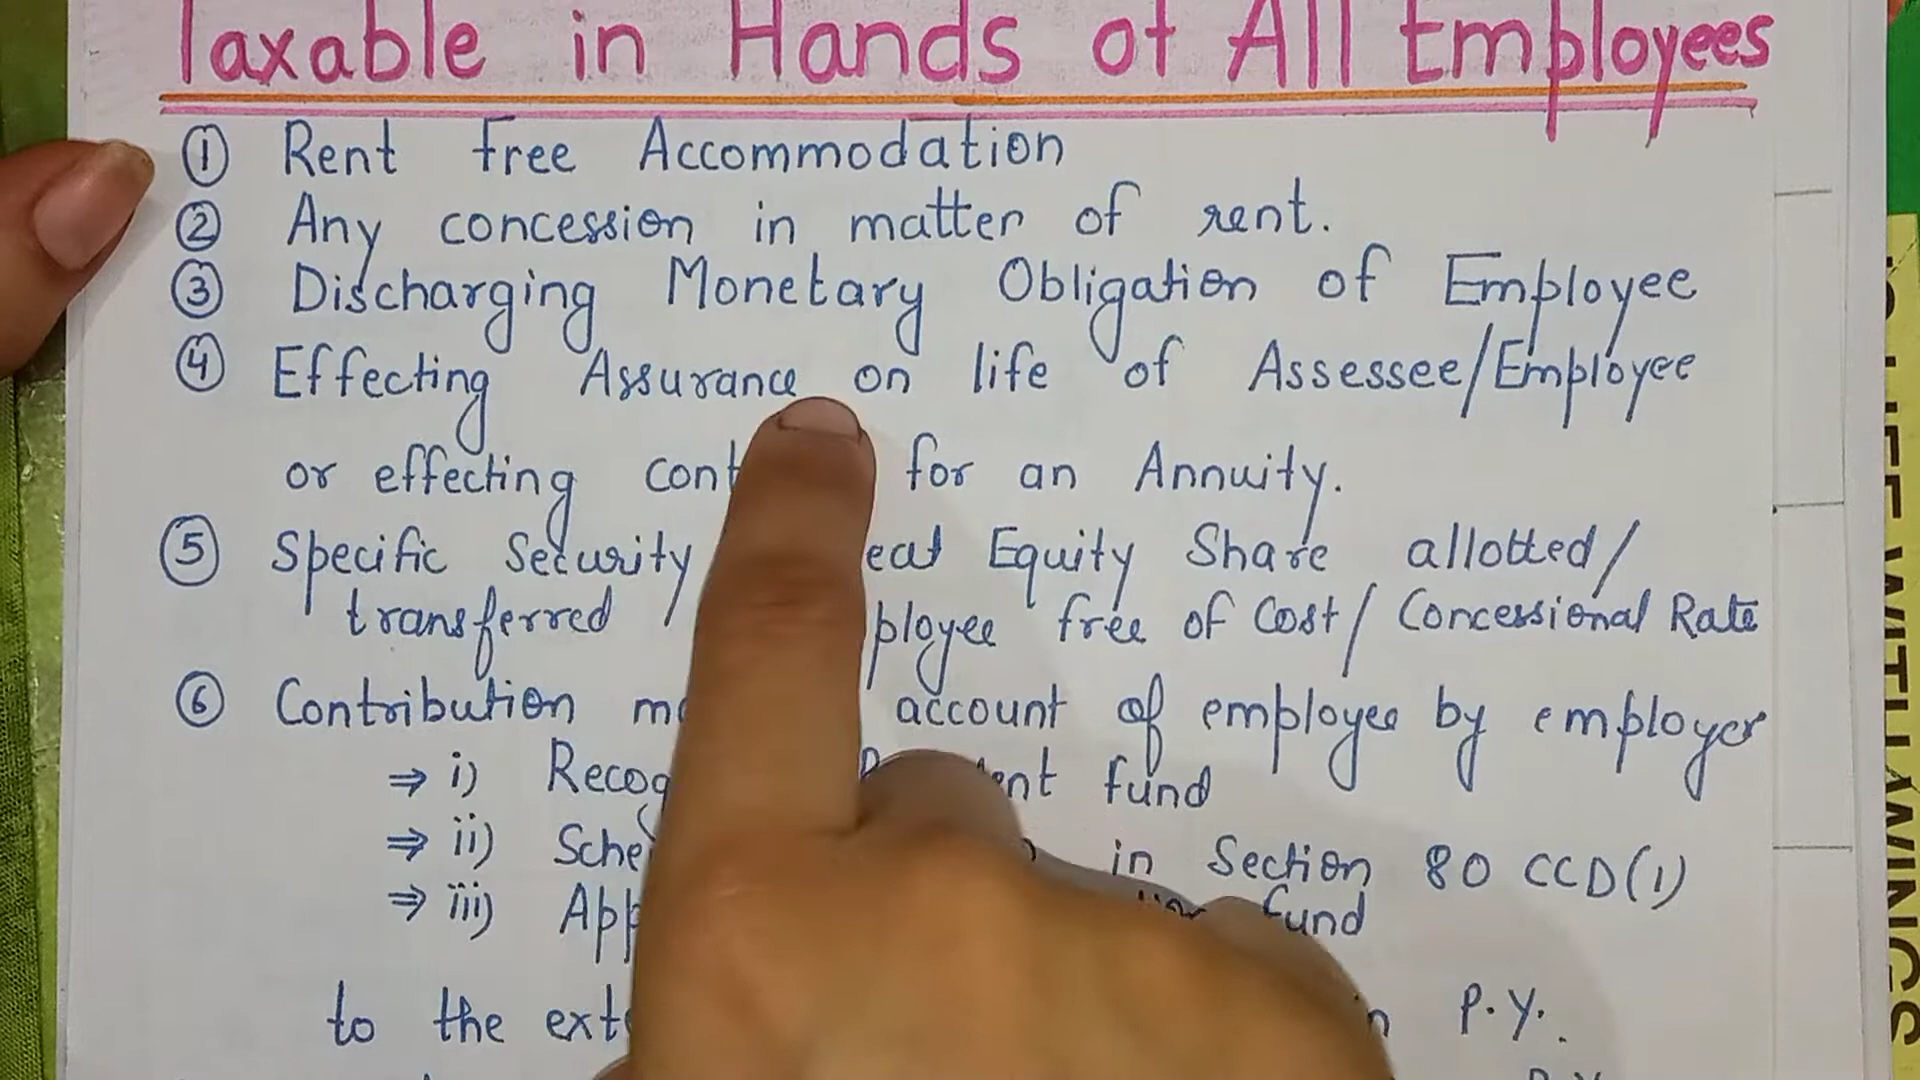 Taxable in Hands of All Employees
① Rent free Accommodation
② Any concession in matter of rent.
③ Discharging Monetary Obligation of Employee
④ Effecting Assurance on life of Assessee/Employee
or effecting for an Annuity.
⑤ Specific Security Equity Share allotted/
transferred / free of Cost/ Concessional Rate
⑥ Contribution account of employee by employer
⇒ i) fund
⇒ ii) in Section 80 CCD(1)
⇒ iii) fund
to the P.Y.